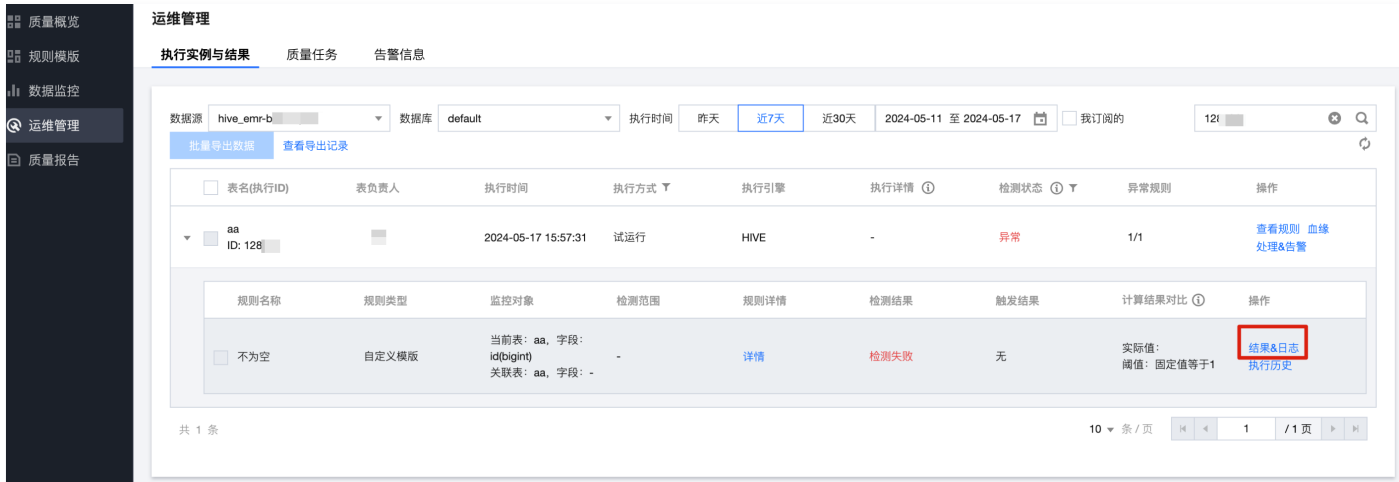 质量概览
规则模版
数据监控
运维管理
质量报告
运维管理
执行实例与结果 质量任务 告警信息
数据源 hive_emr-b 数据库 default 执行时间 昨天 近7天 近30天 2024-05-11 至 2024-05-17 我订阅的 128
批量导出数据 查看导出记录
表名(执行ID) 表负责人 执行时间 执行方式 执行引擎 执行详情 检测状态 异常规则 操作
aa
ID: 128
2024-05-17 15:57:31 试运行 HIVE - 异常 1/1
查看规则 血缘
处理&告警
规则名称 规则类型 监控对象 检测范围 规则详情 检测结果 触发结果 计算结果对比 操作
不为空 自定义模版
当前表：aa，字段：
id(bigint)
关联表：aa，字段：-
- 详情 检测失败 无
实际值：
阈值：固定值等于1
结果&日志
执行历史
共 1 条
10 条 / 页 1 / 1 页